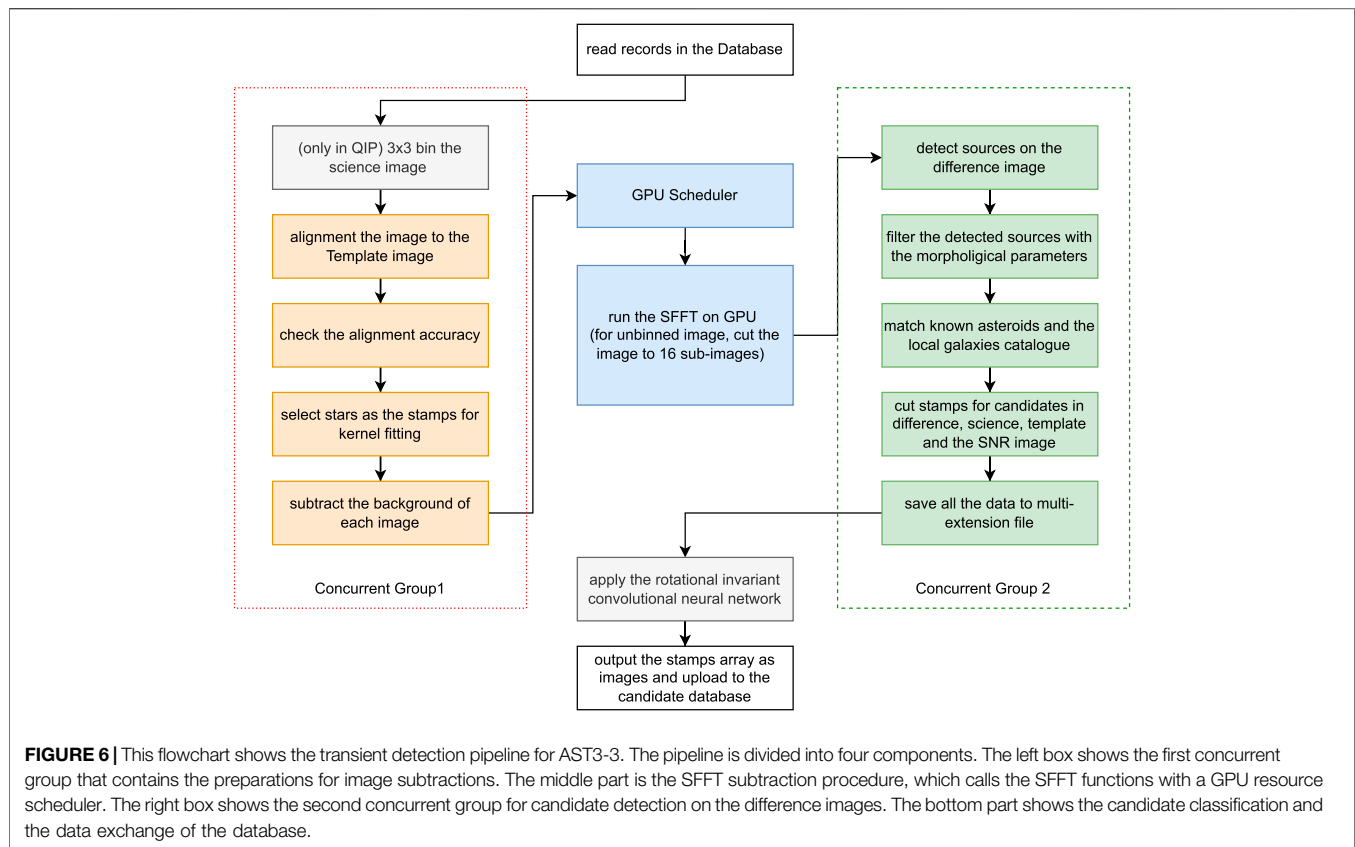 read records in the Database
(only in QIP) 3x3 bin the
science image
alignment the image to the
Template image
check the alignment accuracy
select stars as the stamps for
kernel fitting
subtract the background of
each image
Concurrent Group1
GPU Scheduler
run the SFFT on GPU
(for unbinned image, cut the
image to 16 sub-images)
detect sources on the
difference image
filter the detected sources with
the morpholigical parameters
match known asteroids and the
local galaxies catalogue
cut stamps for candidates in
difference, science, template
and the SNR image
save all the data to multi-
extension file
Concurrent Group 2
apply the rotational invariant
convolutional neural network
output the stamps array as
images and upload to the
candidate database
FIGURE 6 | This flowchart shows the transient detection pipeline for AST3-3. The pipeline is divided into four components. The left box shows the first concurrent
group that contains the preparations for image subtractions. The middle part is the SFFT subtraction procedure, which calls the SFFT functions with a GPU resource
scheduler. The right box shows the second concurrent group for candidate detection on the difference images. The bottom part shows the candidate classification and
the data exchange of the database.